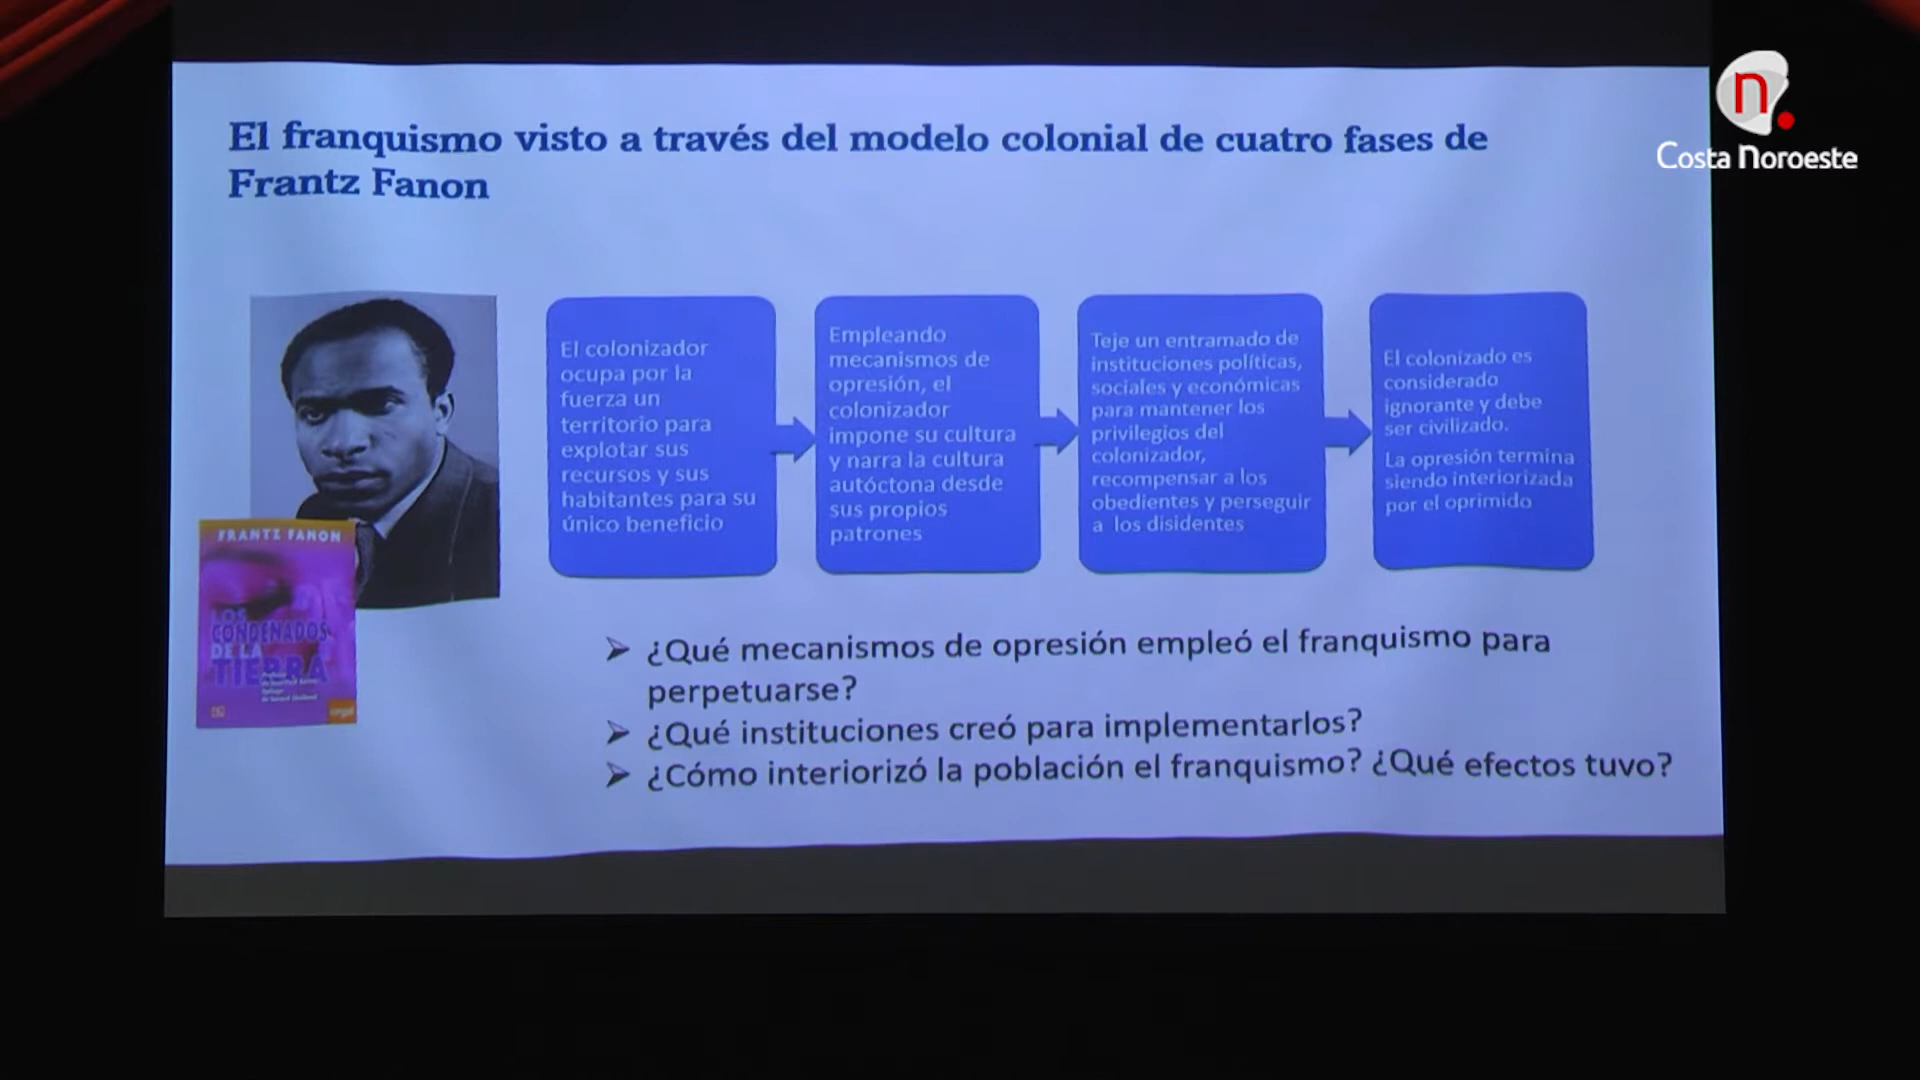 n.
Costa Noroeste
El franquismo visto a través del modelo colonial de cuatro fases de
Frantz Fanon
El colonizador
ocupa por la
fuerza un
territorio para
explotar sus
recursos y sus
habitantes para su
único beneficio
Empleando
mecanismos de
opresión, el
colonizador
impone su cultura
y narra la cultura
autóctona desde
sus propios
patrones
Teje un entramado de
instituciones políticas,
sociales y económicas
para mantener los
privilegios del
colonizador,
recompensar a los
obedientes y perseguir
a los disidentes
El colonizado es
considerado
ignorante y debe
ser civilizado.
La opresión termina
siendo interiorizada
por el oprimido
FRANTZ FANON
LOS
CONDENADOS
DE LA
TIERRA
➢ ¿Qué mecanismos de opresión empleó el franquismo para
perpetuarse?
➢ ¿Qué instituciones creó para implementarlos?
➢ ¿Cómo interiorizó la población el franquismo? ¿Qué efectos tuvo?